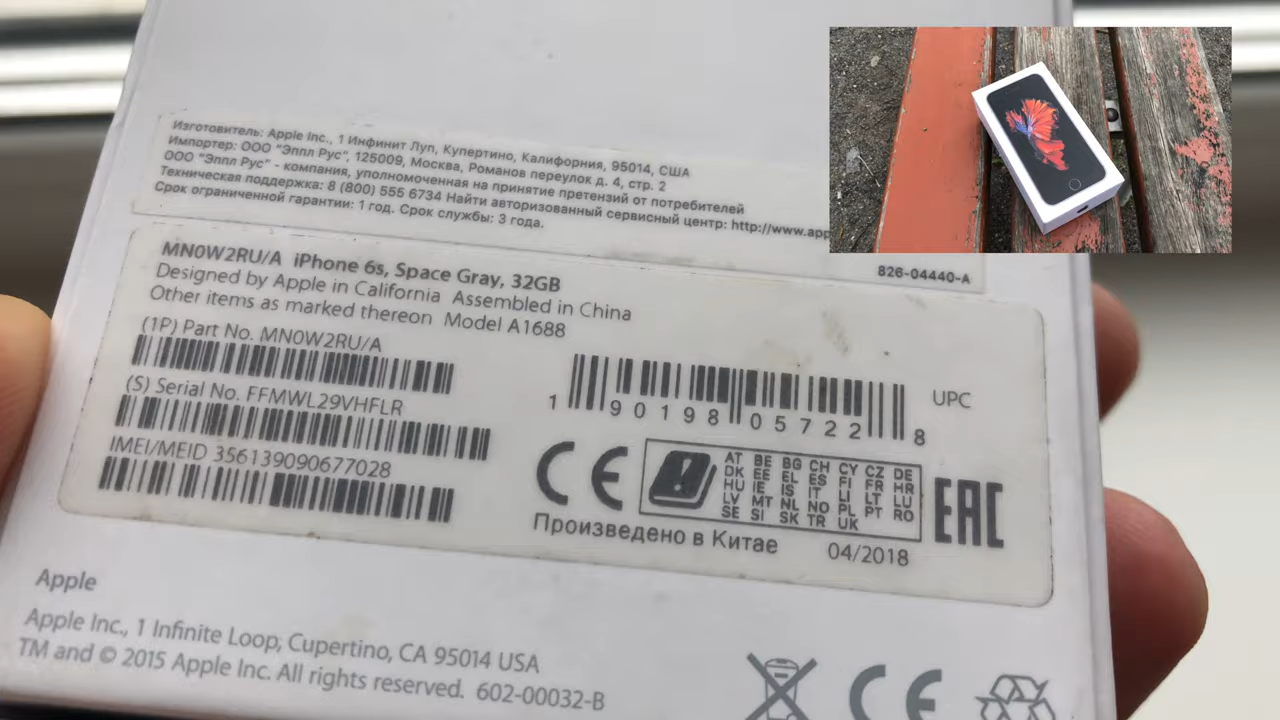 Изготовитель: Apple Inc., 1 Инфинит Луп, Купертино, Калифорния, 95014, США
Импортер: ООО "Эппл Рус", 125009, Москва, Романов переулок д. 4, стр. 2
ООО "Эппл Рус" - компания, уполномоченная на принятие претензий от потребителей
Техническая поддержка: 8 (800) 555 6734 Найти авторизованный сервисный центр: http://www.app
Срок ограниченной гарантии: 1 год. Срок службы: 3 года.
826-04440-A
MN0W2RU/A iPhone 6s, Space Gray, 32GB
Designed by Apple in California Assembled in China
Other items as marked thereon Model A1688
(1P) Part No. MN0W2RU/A
(S) Serial No. FFMWL29VHFLR
IMEI/MEID 356139090677028
1 90198 05722 8
UPC
CE
AT BE BG CH CY CZ DE
DK EE EL ES FI FR HR
HU IE IS IT LI LT LU
LV MT NL NO PL PT RO
SE SI SK TR UK
EAC
Произведено в Китае 04/2018
Apple
Apple Inc., 1 Infinite Loop, Cupertino, CA 95014 USA
TM and © 2015 Apple Inc. All rights reserved. 602-00032-B
CE